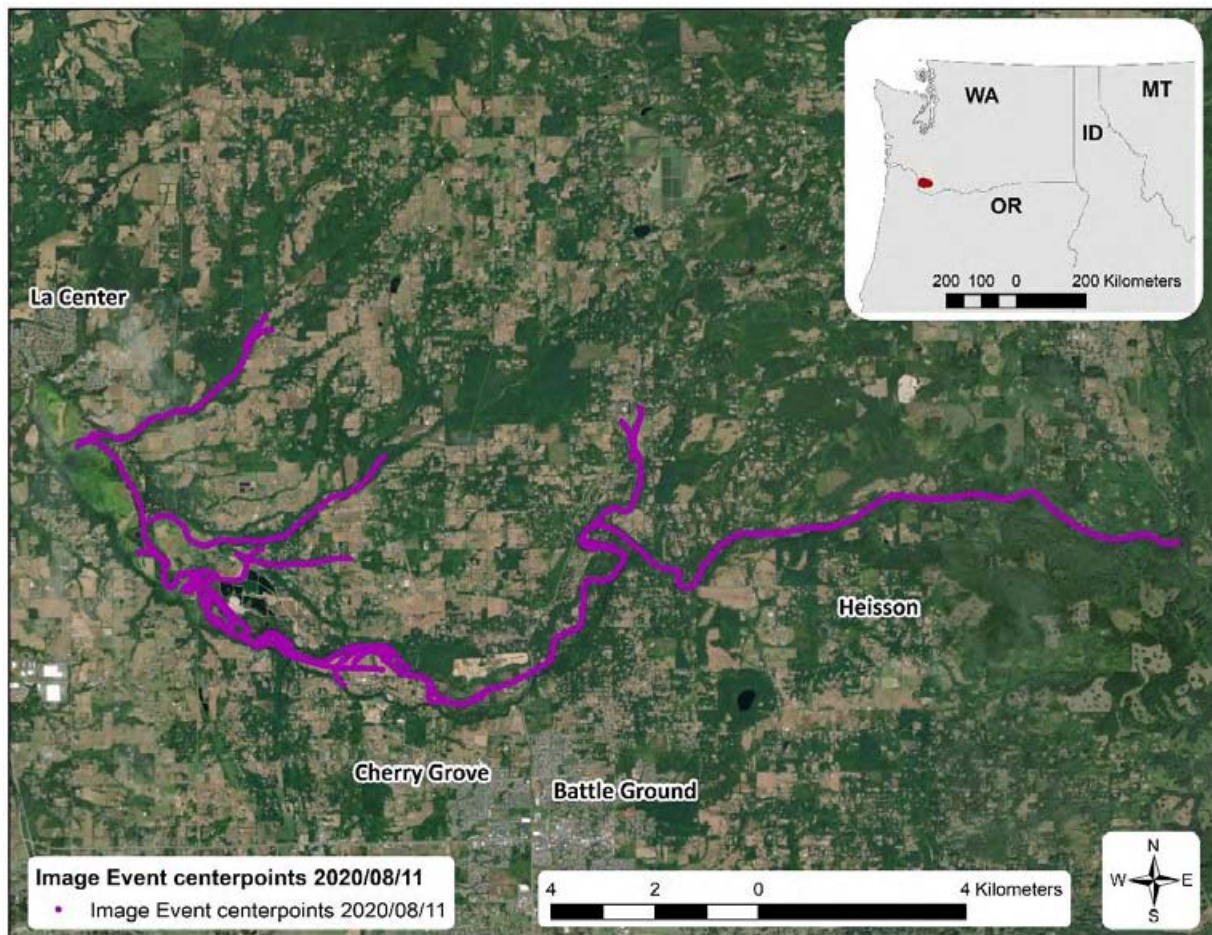 WA
MT
ID
OR
200 100 0 200 Kilometers
La Center
Heisson
Cherry Grove
Battle Ground
Image Event centerpoints 2020/08/11
Image Event centerpoints 2020/08/11
4 2 0 4 Kilometers
N
W E
S